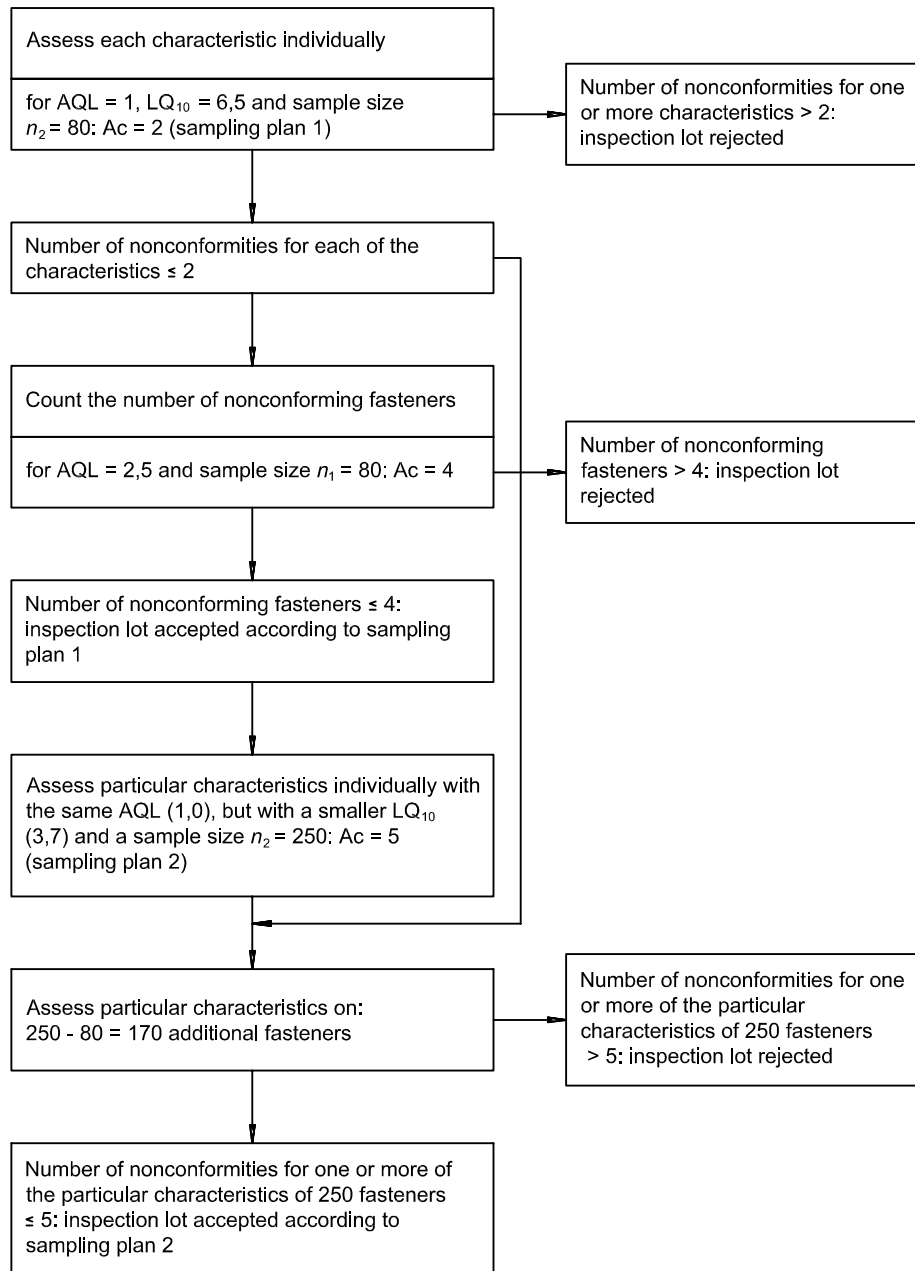 Assess each characteristic individually
for AQL = 1, LQ₁₀ = 6,5 and sample size
n₂ = 80: Ac = 2 (sampling plan 1)
Number of nonconformities for one
or more characteristics > 2:
inspection lot rejected
Number of nonconformities for each of the
characteristics ≤ 2
Count the number of nonconforming fasteners
for AQL = 2,5 and sample size n₁ = 80: Ac = 4
Number of nonconforming
fasteners > 4: inspection lot
rejected
Number of nonconforming fasteners ≤ 4:
inspection lot accepted according to sampling
plan 1
Assess particular characteristics individually with
the same AQL (1,0), but with a smaller LQ₁₀
(3,7) and a sample size n₂ = 250: Ac = 5
(sampling plan 2)
Assess particular characteristics on:
250 - 80 = 170 additional fasteners
Number of nonconformities for one
or more of the particular
characteristics of 250 fasteners
> 5: inspection lot rejected
Number of nonconformities for one or more of
the particular characteristics of 250 fasteners
≤ 5: inspection lot accepted according to
sampling plan 2